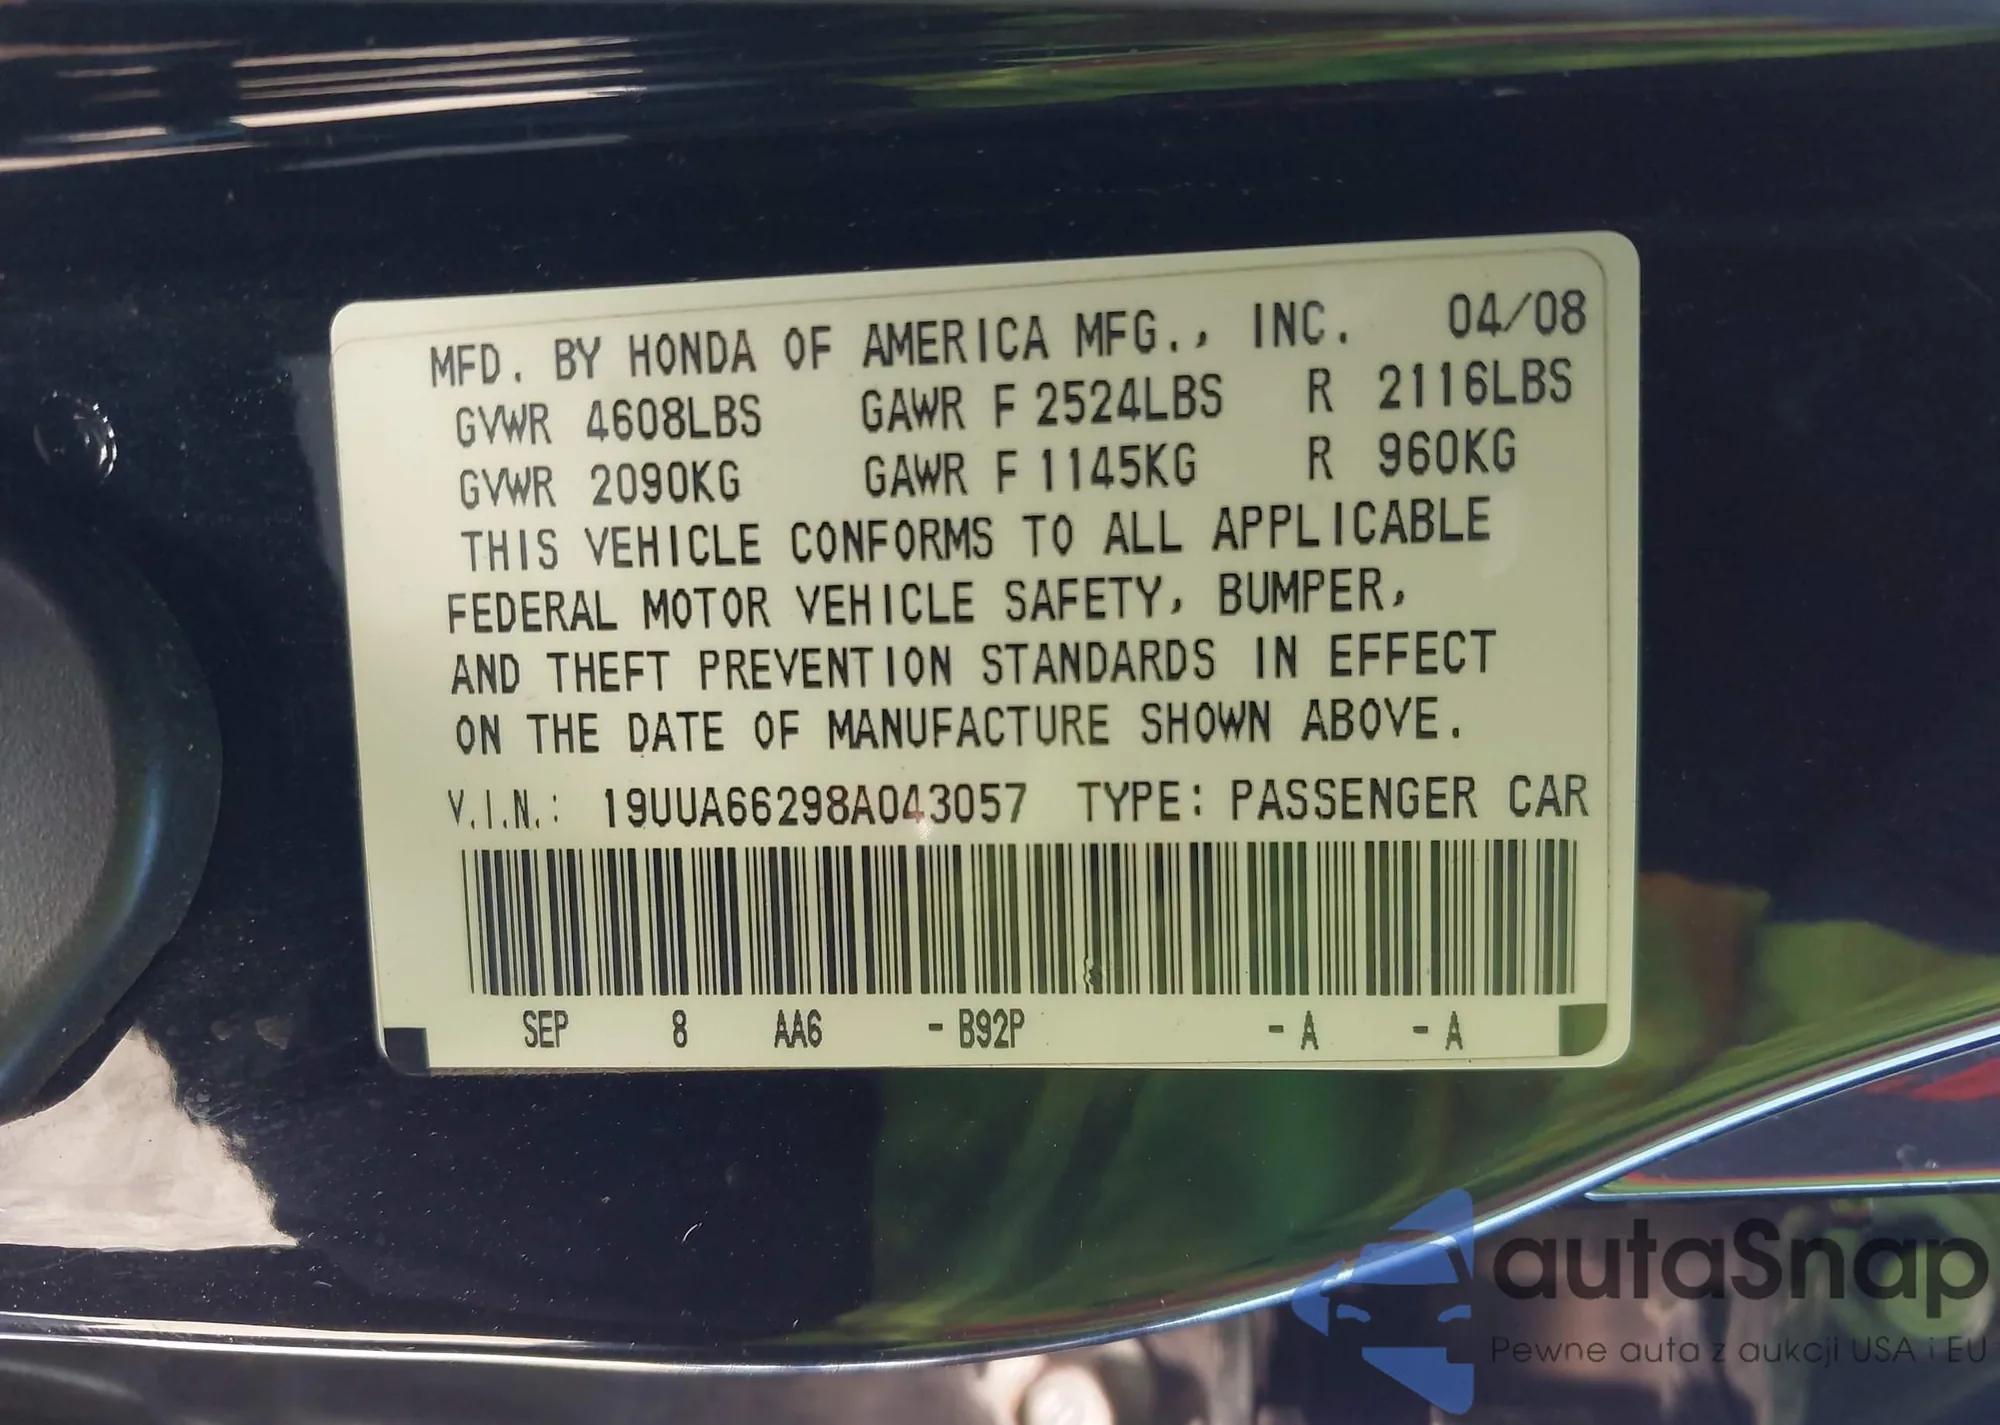 MFD. BY HONDA OF AMERICA MFG., INC. 04/08
GVWR 4608LBS GAWR F 2524LBS R 2116LBS
GVWR 2090KG GAWR F 1145KG R 960KG
THIS VEHICLE CONFORMS TO ALL APPLICABLE
FEDERAL MOTOR VEHICLE SAFETY, BUMPER,
AND THEFT PREVENTION STANDARDS IN EFFECT
ON THE DATE OF MANUFACTURE SHOWN ABOVE.
V.I.N.: 19UUA66298A043057 TYPE: PASSENGER CAR
SEP 8 AA6 - B92P - A - A
autaSnap
Pewne auta z aukcji USA i EU